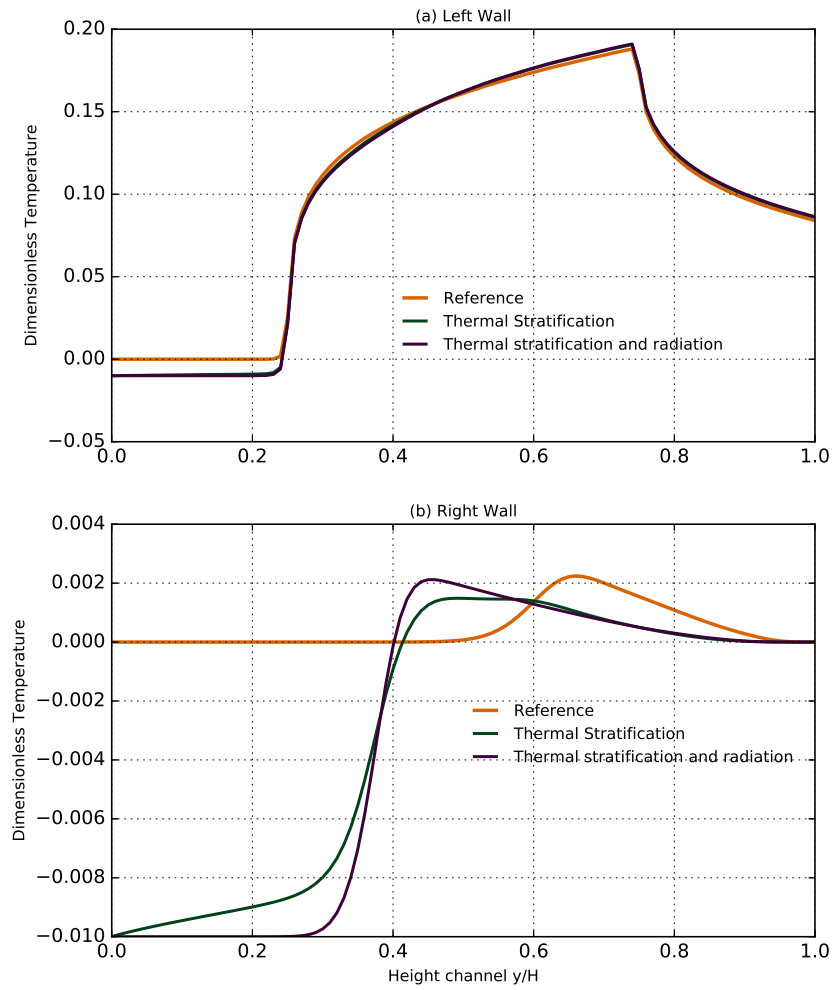 (a) Left Wall
0.20
0.15
0.10
0.05
0.00
−0.05
Dimensionless Temperature
Reference
Thermal Stratification
Thermal stratification and radiation
0.0 0.2 0.4 0.6 0.8 1.0
(b) Right Wall
0.004
0.002
0.000
−0.002
−0.004
−0.006
−0.008
−0.010
Dimensionless Temperature
Reference
Thermal Stratification
Thermal stratification and radiation
0.0 0.2 0.4 0.6 0.8 1.0
Height channel y/H